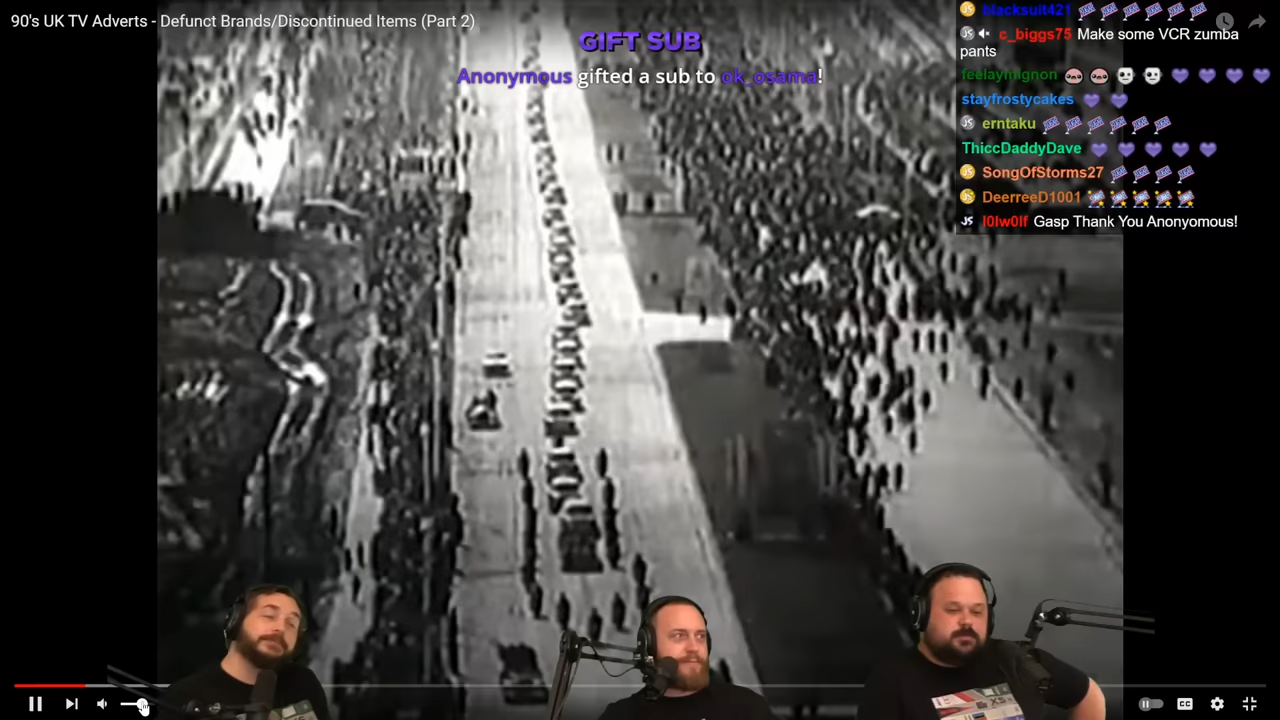 90's UK TV Adverts - Defunct Brands/Discontinued Items (Part 2)
GIFT SUB
Anonymous gifted a sub to ok_osama!
blacksuit421
c_biggs75 Make some VCR zumba
pants
feelaymignon
stayfrostycakes
erntaku
ThiccDaddyDave
SongOfStorms27
DeerreeD1001
l0lw0lf Gasp Thank You Anonyomous!